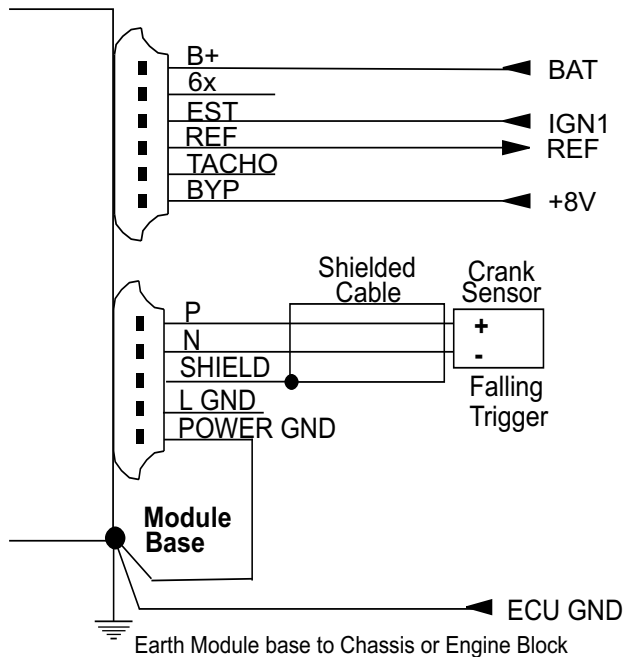 B+
BAT
6x
EST
IGN1
REF
REF
TACHO
BYP
+8V
Shielded
Cable
Crank
Sensor
P
+
N
-
SHIELD
Falling
Trigger
L GND
POWER GND
Module
Base
ECU GND
Earth Module base to Chassis or Engine Block